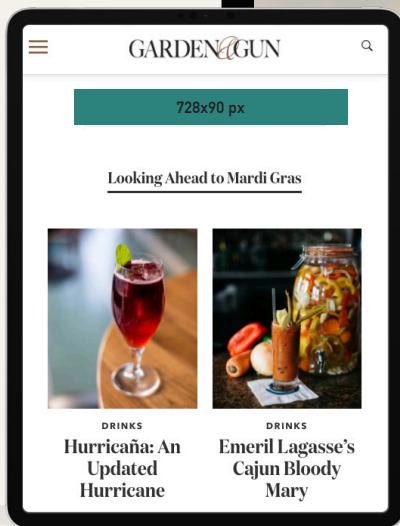 GARDEN&GUN
728x90 px
Looking Ahead to Mardi Gras
DRINKS
Hurricaña: An
Updated
Hurricane
DRINKS
Emeril Lagasse's
Cajun Bloody
Mary